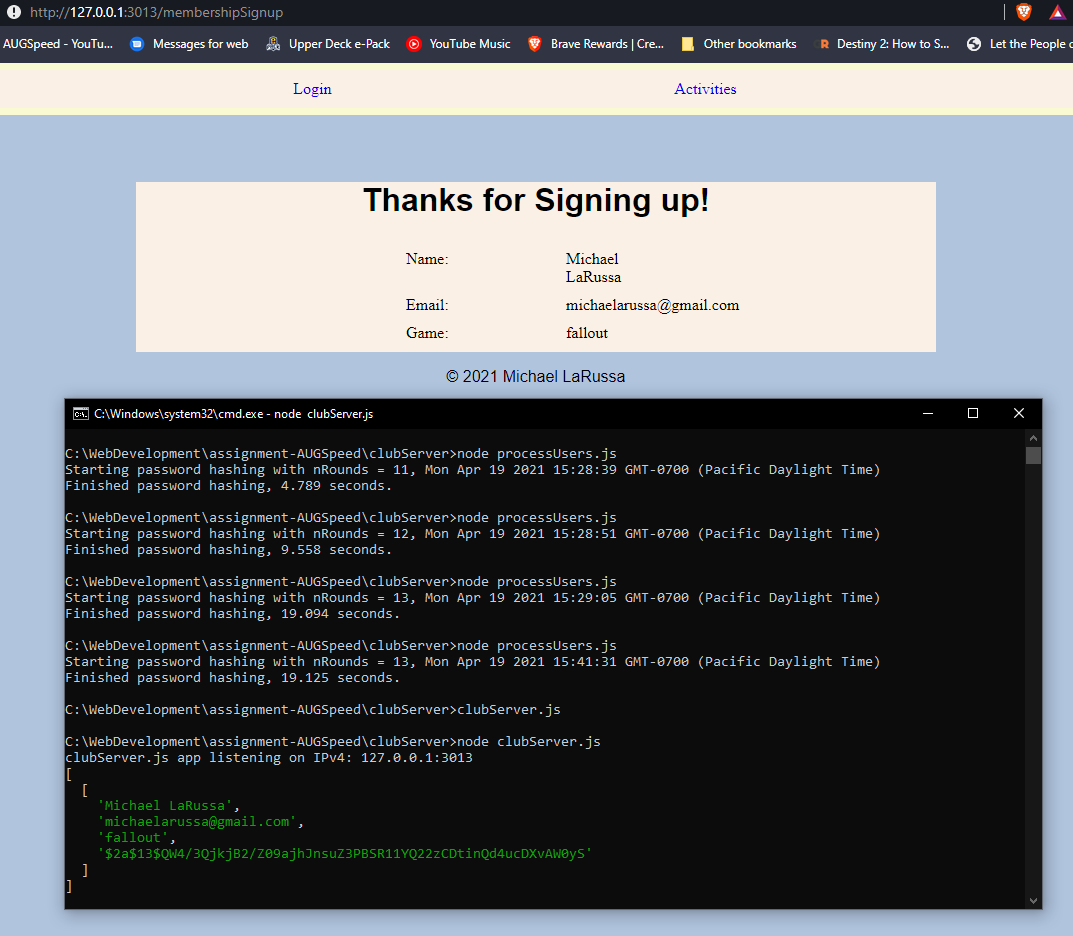 http://127.0.0.1:3013/membershipSignup
AUGSpeed - YouTu... Messages for web Upper Deck e-Pack YouTube Music Brave Rewards | Cre... Other bookmarks Destiny 2: How to S... Let the People
Login Activities
Thanks for Signing up!
Name: Michael
LaRussa
Email: michaelarussa@gmail.com
Game: fallout
© 2021 Michael LaRussa
C:\Windows\system32\cmd.exe - node  clubServer.js
C:\WebDevelopment\assignment-AUGSpeed\clubServer>node processUsers.js
Starting password hashing with nRounds = 11, Mon Apr 19 2021 15:28:39 GMT-0700 (Pacific Daylight Time)
Finished password hashing, 4.789 seconds.
C:\WebDevelopment\assignment-AUGSpeed\clubServer>node processUsers.js
Starting password hashing with nRounds = 12, Mon Apr 19 2021 15:28:51 GMT-0700 (Pacific Daylight Time)
Finished password hashing, 9.558 seconds.
C:\WebDevelopment\assignment-AUGSpeed\clubServer>node processUsers.js
Starting password hashing with nRounds = 13, Mon Apr 19 2021 15:29:05 GMT-0700 (Pacific Daylight Time)
Finished password hashing, 19.094 seconds.
C:\WebDevelopment\assignment-AUGSpeed\clubServer>node processUsers.js
Starting password hashing with nRounds = 13, Mon Apr 19 2021 15:41:31 GMT-0700 (Pacific Daylight Time)
Finished password hashing, 19.125 seconds.
C:\WebDevelopment\assignment-AUGSpeed\clubServer>clubServer.js
C:\WebDevelopment\assignment-AUGSpeed\clubServer>node clubServer.js
clubServer.js app listening on IPv4: 127.0.0.1:3013
[
[
'Michael LaRussa',
'michaelarussa@gmail.com',
'fallout',
'$2a$13$QW4/3QjkjB2/Z09ajhJnsuZ3PBSR11YQ22zCDtinQd4ucDXvAW0yS'
]
]